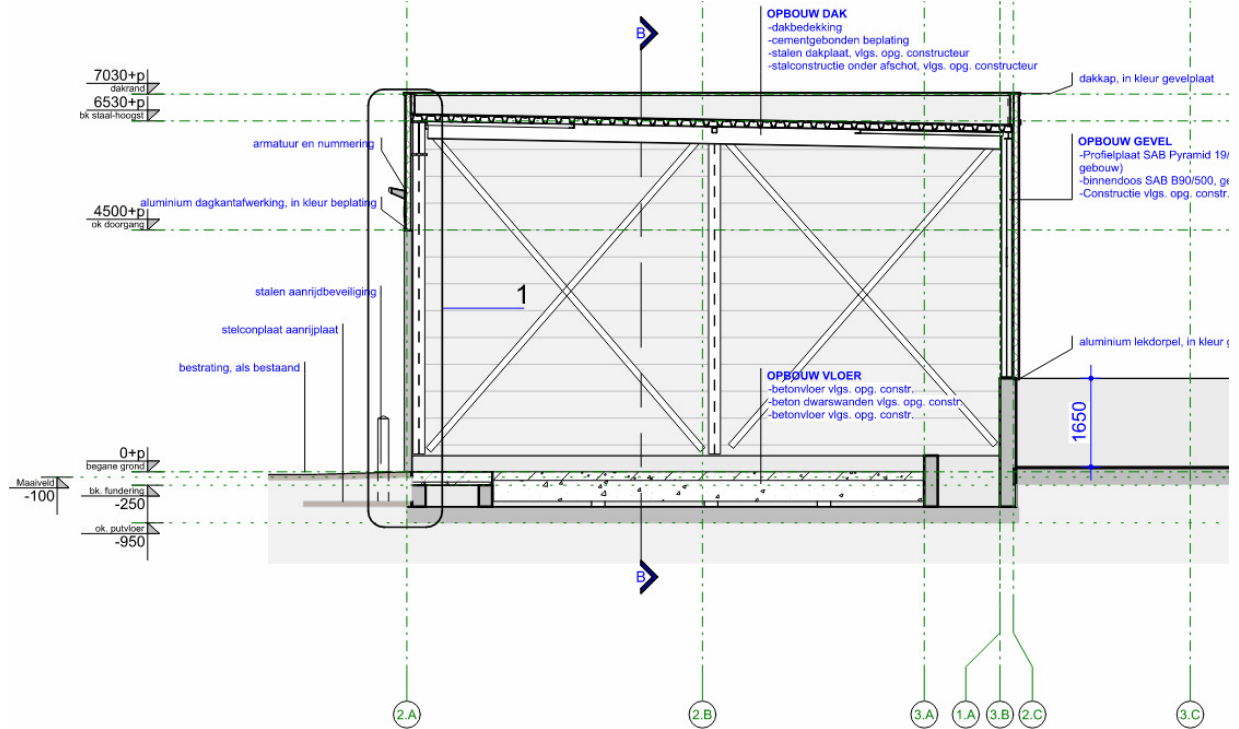 OPBOUW DAK
-dakbedekking
-cementgebonden beplating
-stalen dakplaat, vlgs. opg. constructeur
-stalconstructie onder afschot, vlgs. opg. constructeur
B
7030+p
dakrand
6530+p
bk staal-hoogst
dakkap, in kleur gevelplaat
armatuur en nummering
OPBOUW GEVEL
-Profielplaat SAB Pyramid 19/
gebouw)
-binnendoos SAB B90/500, ge
-Constructie vlgs. opg. constr.
aluminium dagkantafwerking, in kleur beplating
4500+p
ok doorgang
stalen aanrijdbeveiliging
1
stelconplaat aanrijplaat
aluminium lekdorpel, in kleur g
bestrating, als bestaand
OPBOUW VLOER
-betonvloer vlgs. opg. constr.
-beton dwarswanden vlgs. opg. constr
-betonvloer vlgs. opg. constr.
1650
0+p
begane grond
Maaiveld
-100
bk. fundering
-250
ok. putvloer
-950
B
2.A
2.B
3.A
1.A
3.B
2.C
3.C